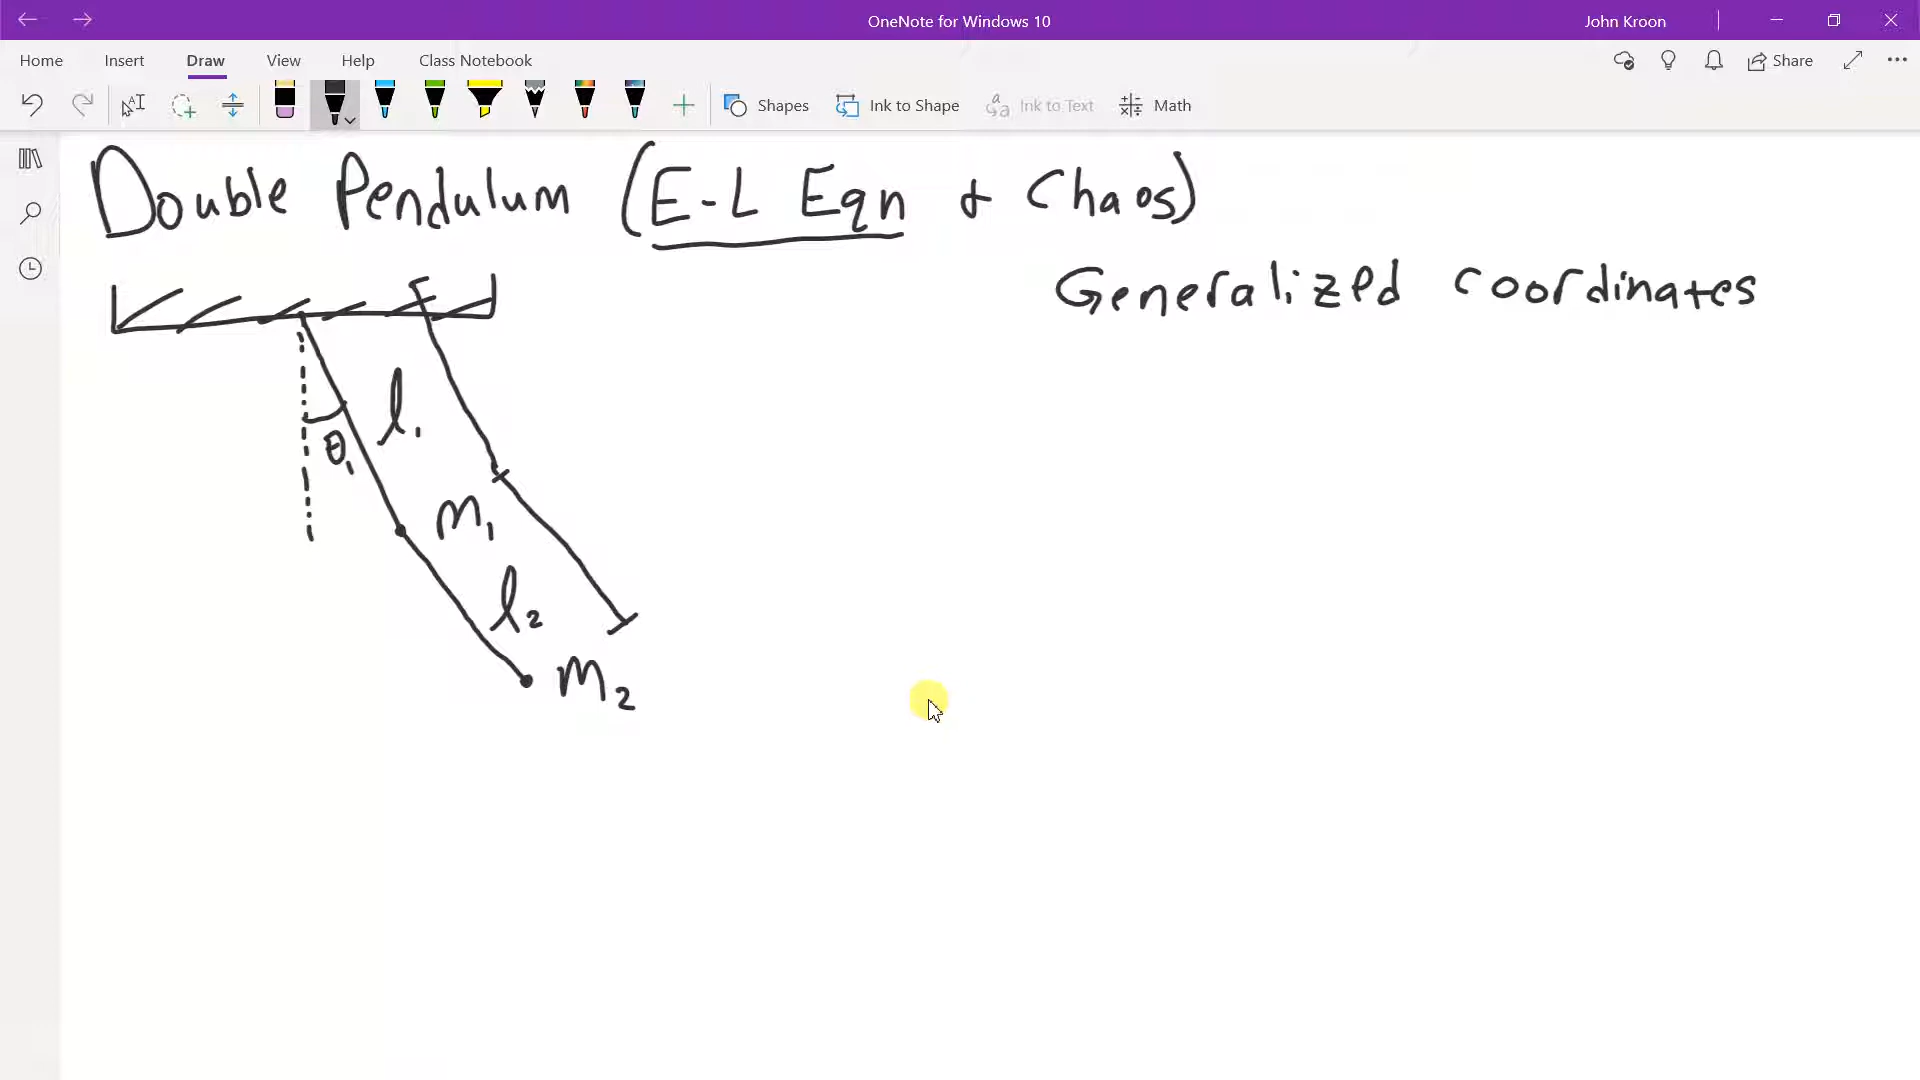 OneNote for Windows 10
John Kroon
Home Insert Draw View Help Class Notebook
Share
Shapes Ink to Shape Ink to Text Math
Double Pendulum (E-L Eqn + Chaos)
Generalized coordinates
l₁
θ₁
m₁
l₂
m₂